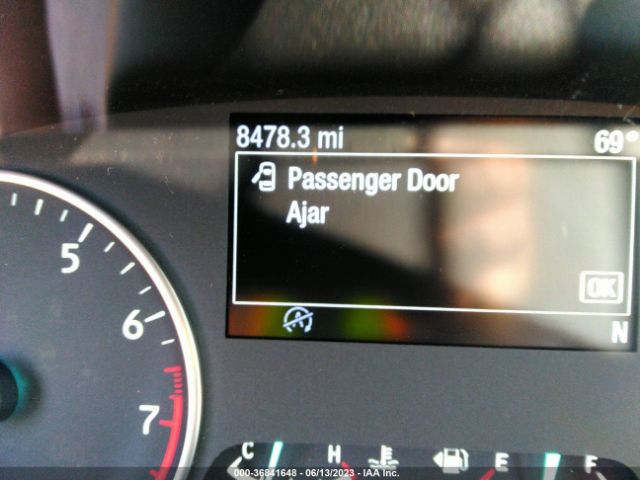 8478.3 mi 69°
Passenger Door
Ajar
OK
A
N
5
6
7
C H E F
000-36841648 - 06/13/2023 - IAA Inc.